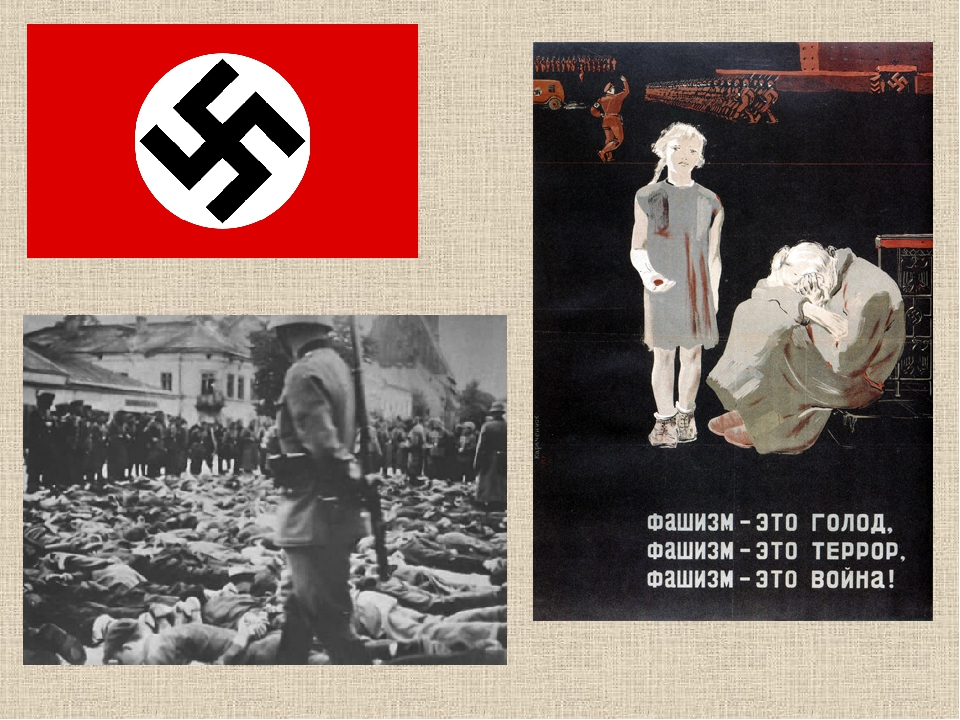 фашизм – это голод,
фашизм – это террор,
фашизм – это война!